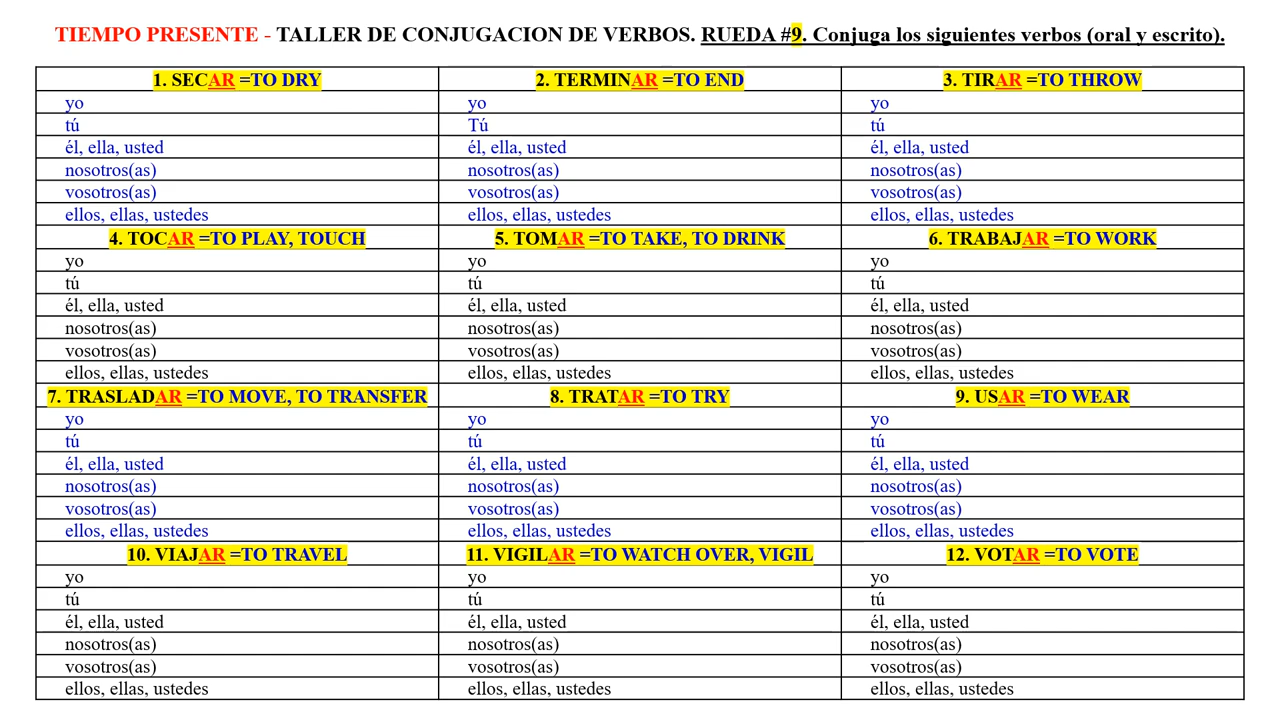 TIEMPO PRESENTE - TALLER DE CONJUGACION DE VERBOS. RUEDA #9. Conjuga los siguientes verbos (oral y escrito).
1. SECAR =TO DRY
yo
tú
él, ella, usted
nosotros(as)
vosotros(as)
ellos, ellas, ustedes
2. TERMINAR =TO END
yo
Tú
él, ella, usted
nosotros(as)
vosotros(as)
ellos, ellas, ustedes
3. TIRAR =TO THROW
yo
tú
él, ella, usted
nosotros(as)
vosotros(as)
ellos, ellas, ustedes
4. TOCAR =TO PLAY, TOUCH
yo
tú
él, ella, usted
nosotros(as)
vosotros(as)
ellos, ellas, ustedes
5. TOMAR =TO TAKE, TO DRINK
yo
tú
él, ella, usted
nosotros(as)
vosotros(as)
ellos, ellas, ustedes
6. TRABAJAR =TO WORK
yo
tú
él, ella, usted
nosotros(as)
vosotros(as)
ellos, ellas, ustedes
7. TRASLADAR =TO MOVE, TO TRANSFER
yo
tú
él, ella, usted
nosotros(as)
vosotros(as)
ellos, ellas, ustedes
8. TRATAR =TO TRY
yo
tú
él, ella, usted
nosotros(as)
vosotros(as)
ellos, ellas, ustedes
9. USAR =TO WEAR
yo
tú
él, ella, usted
nosotros(as)
vosotros(as)
ellos, ellas, ustedes
10. VIAJAR =TO TRAVEL
yo
tú
él, ella, usted
nosotros(as)
vosotros(as)
ellos, ellas, ustedes
11. VIGILAR =TO WATCH OVER, VIGIL
yo
tú
él, ella, usted
nosotros(as)
vosotros(as)
ellos, ellas, ustedes
12. VOTAR =TO VOTE
yo
tú
él, ella, usted
nosotros(as)
vosotros(as)
ellos, ellas, ustedes